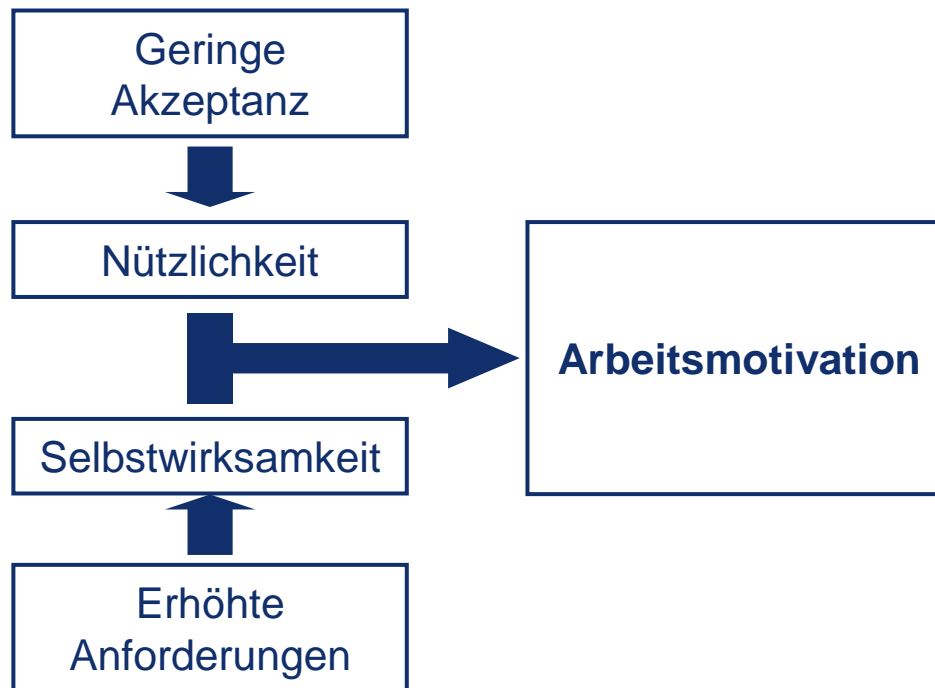 Geringe
Akzeptanz
Nützlichkeit
Arbeitsmotivation
Selbstwirksamkeit
Erhöhte
Anforderungen